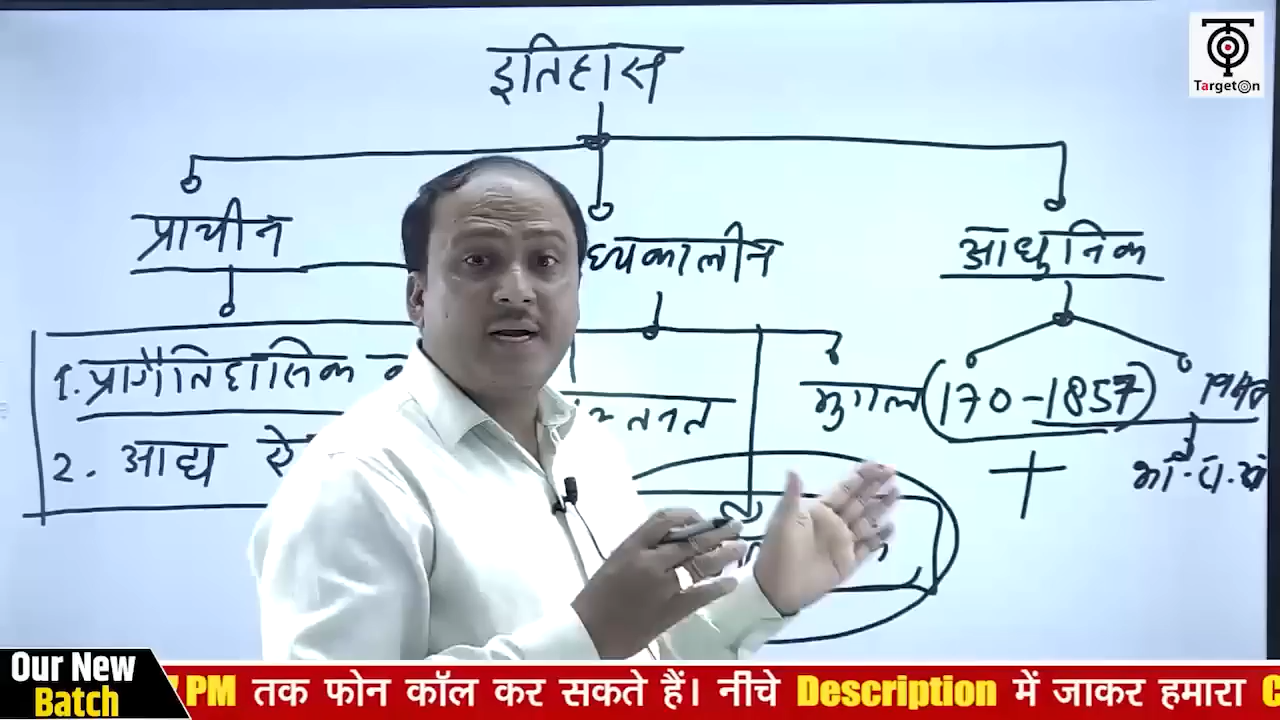 इतिहास
TargetOn
प्राचीन
ध्यकालीन
आधुनिक
1. प्रागैतिहासिक
मुगल (170-1857)
2. आद्य ऐ
Our New
Batch
PM तक फोन कॉल कर सकते हैं। नीचे Description में जाकर हमारा C